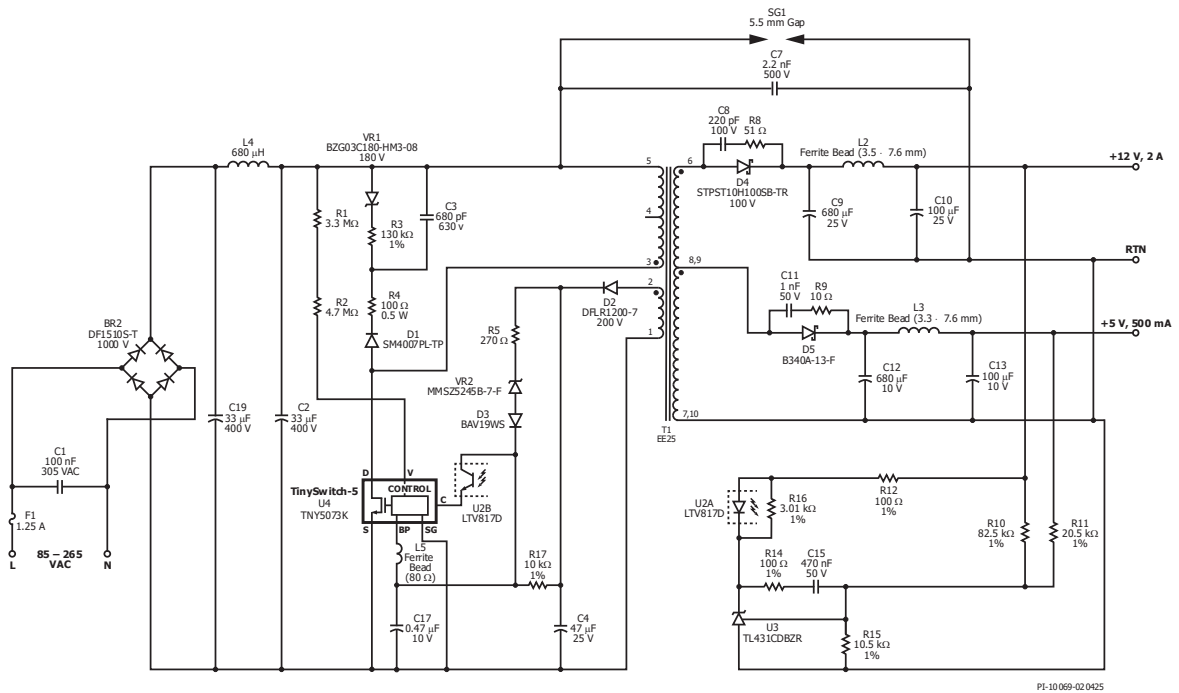 SG1
5.5 mm Gap
C7
2.2 nF
500 V
C8
220 pF
100 V
R8
51 Ω
L4
680 µH
VR1
BZG03C180-HM3-08
180 V
L2
Ferrite Bead (3.5 · 7.6 mm)
+12 V, 2 A
5
6
D4
STPST10H100SB-TR
100 V
R1
3.3 MΩ
R3
130 kΩ
1%
C3
680 pF
630 v
4
C9
680 µF
25 V
C10
100 µF
25 V
RTN
3
8,9
2
D2
DFLR1200-7
200 V
1
C11
1 nF
50 V
R9
10 Ω
L3
Ferrite Bead (3.3 · 7.6 mm)
+5 V, 500 mA
R2
4.7 MΩ
R4
100 Ω
0.5 W
D1
SM4007PL-TP
R5
270 Ω
BR2
DF1510S-T
1000 V
D5
B340A-13-F
VR2
MMSZ5245B-7-F
C12
680 µF
10 V
C13
100 µF
10 V
C19
33 µF
400 V
C2
33 µF
400 V
D3
BAV19WS
7,10
T1
EE25
C1
100 nF
305 VAC
F1
1.25 A
85 – 265
VAC
L
N
D
V
CONTROL
C
S
BP
SG
TinySwitch-5
U4
TNY5073K
U2B
LTV817D
L5
Ferrite
Bead
(80 Ω)
R17
10 kΩ
1%
C17
0.47 µF
10 V
C4
47 µF
25 V
U2A
LTV817D
R16
3.01 kΩ
1%
R12
100 Ω
1%
R10
82.5 kΩ
1%
R11
20.5 kΩ
1%
R14
100 Ω
1%
C15
470 nF
50 V
U3
TL431CDBZR
R15
10.5 kΩ
1%
PI-10069-020425